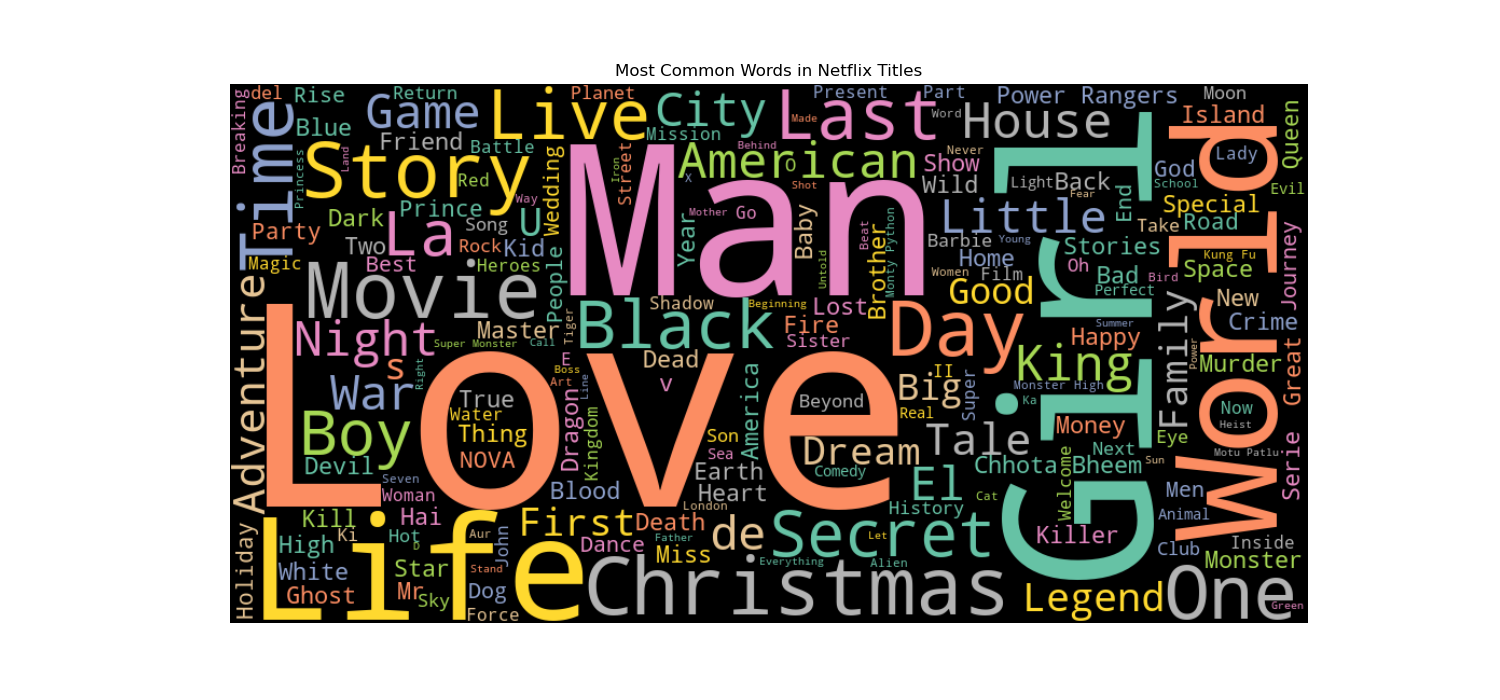 Most Common Words in Netflix Titles
Breaking
del
Rise
Return
Game
Live
Planet
City
Last
Present
Part
Power Rangers
Moon
Island
Queen
Time
Blue
Friend
Battle
Mission
Made
Word
House
Girl
World
Lady
Story
Princess
Land
Red
Wedding
Iron
Street
Man
American
Behind
O
X
Shot
Show
Never
Wild
Light
Back
Fear
End
God
School
Evil
Special
Dark
Prince
Way
Party
Two
La
Song
U
Rock
Kid
People
Year
Mother
Go
Baby
Untold
Beat
Brother
Monty Python
Little
Barbie
Young
Home
Women
Film
Take
Road
Stories
Oh
Bad
Bird
Perfect
Kung Fu
Space
Journey
Magic
Best
Heroes
Movie
Adventure
Night
Master
Tiger
Super Monster
Call
Black
Shadow
Beginning
Lost
Fire
Sister
Good
Day
Summer
Happy
King
Family
New
Crime
Power
Murder
Great
s
War
Right
E
Boss
Art
Line
Dead
v
America
Love
Beyond
Big
II
Real
Super
Monster High
Ka
Now
Heist
Boy
True
Water
Thing
NOVA
Dragon
Kingdom
Son
Sea
Earth
Heart
Dream
Comedy
Tale
Money
Eye
Next
Chhota Bheem
Sun
Motu Patlu
Serie
Devil
Seven
Woman
Blood
London
El
Cat
History
Welcome
Men
Animal
Holiday
Kill
Ki
Hai
Life
High
Hot
D
Aur
John
First
Death
Father
Dance
Miss
de
Secret
Let
Everything
Alien
Killer
Club
Inside
Monster
White
Ghost
Star
Stand
Mr
Sky
Dog
Force
Christmas
Legend
One
Green